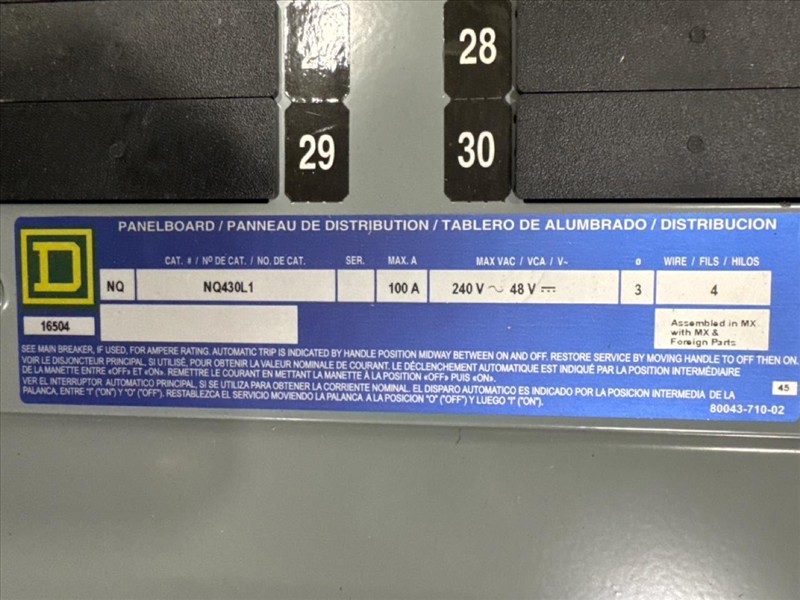 28
29
30
PANELBOARD / PANNEAU DE DISTRIBUTION / TABLERO DE ALUMBRADO / DISTRIBUCION
D
CAT. # / Nº DE CAT. / NO. DE CAT. SER. MAX. A MAX VAC / VCA / V~ ø WIRE / FILS / HILOS
NQ NQ430L1 100 A 240 V ~ 48 V ⎓ 3 4
16504
Assembled in MX
with MX &
Foreign Parts
SEE MAIN BREAKER, IF USED, FOR AMPERE RATING. AUTOMATIC TRIP IS INDICATED BY HANDLE POSITION MIDWAY BETWEEN ON AND OFF. RESTORE SERVICE BY MOVING HANDLE TO OFF THEN ON.
VOIR LE DISJONCTEUR PRINCIPAL, SI UTILISÉ, POUR OBTENIR LA VALEUR NOMINALE DE COURANT. LE DÉCLENCHEMENT AUTOMATIQUE EST INDIQUÉ PAR LA POSITION INTERMÉDIAIRE
DE LA MANETTE ENTRE «OFF» ET «ON». REMETTRE LE COURANT EN METTANT LA MANETTE À LA POSITION «OFF» PUIS «ON».
VER EL INTERRUPTOR AUTOMATICO PRINCIPAL, SI SE UTILIZA PARA OBTENER LA CORRIENTE NOMINAL. EL DISPARO AUTOMATICO ES INDICADO POR LA POSICION INTERMEDIA DE LA
PALANCA, ENTRE "I" ("ON") Y "O" ("OFF"). RESTABLEZCA EL SERVICIO MOVIENDO LA PALANCA A LA POSICION "O" ("OFF") Y LUEGO "I" ("ON").
45
80043-710-02